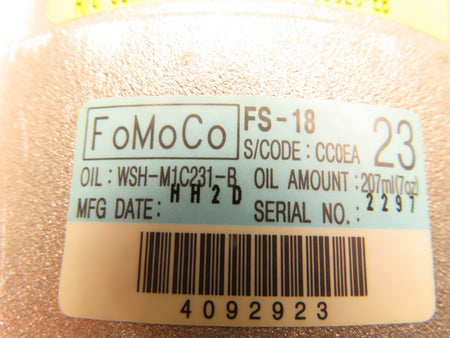 FoMoCo FS-18
S/CODE : CC0EA 23
OIL : WSH-M1C231-B OIL AMOUNT : 207ml(7oz)
MFG DATE: HH2D SERIAL NO.: 2297
4092923